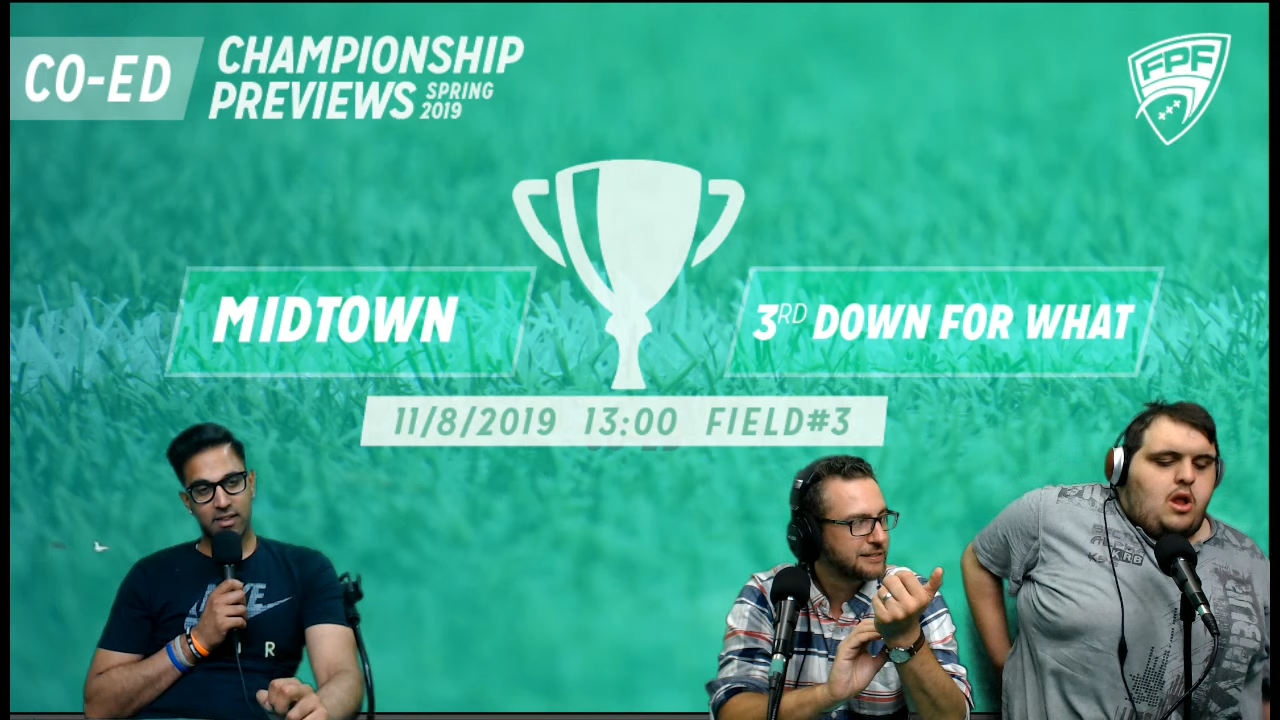 CO-ED
CHAMPIONSHIP
PREVIEWS SPRING 2019
FPF
MIDTOWN
3RD DOWN FOR WHAT
11/8/2019 13:00 FIELD#3